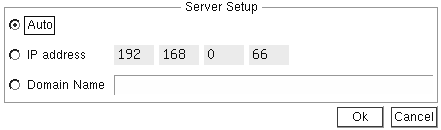 Server Setup
Auto
IP address 192 168 0 66
Domain Name
Ok Cancel